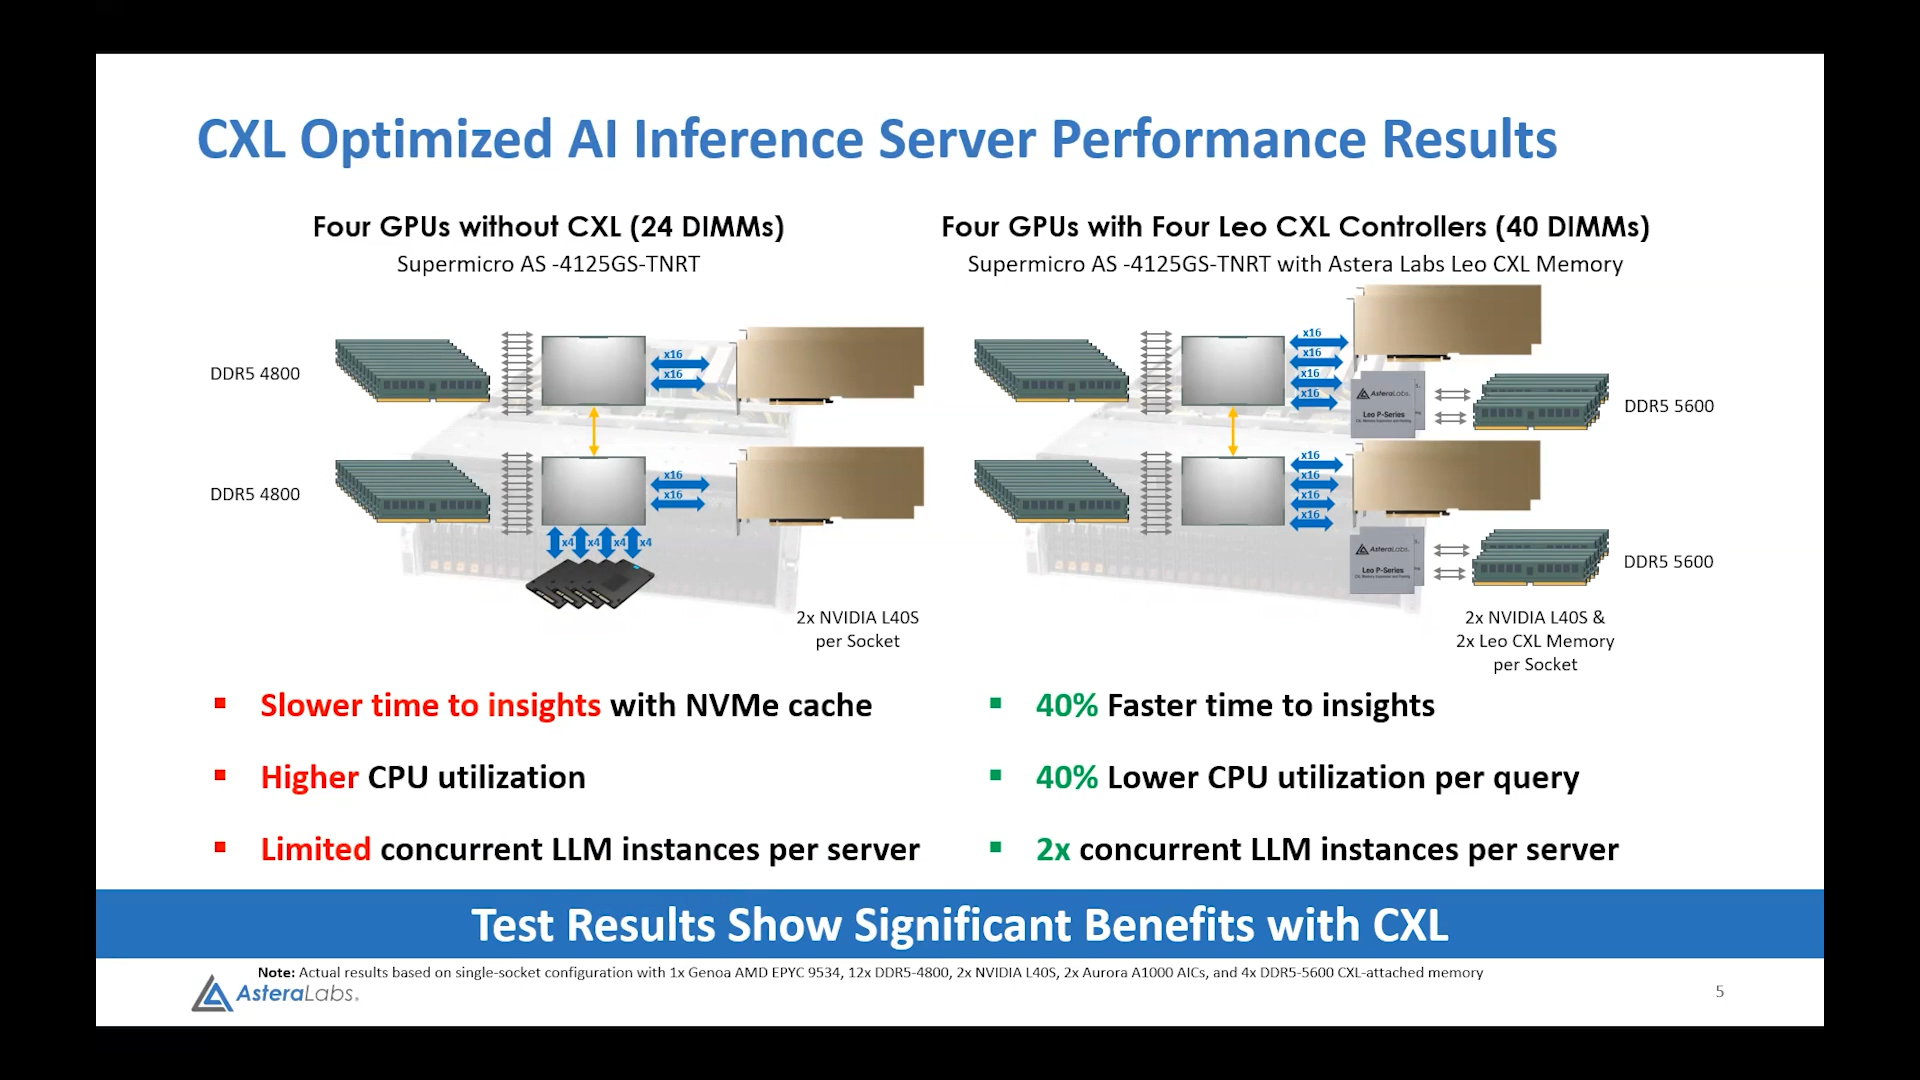 CXL Optimized AI Inference Server Performance Results
Four GPUs without CXL (24 DIMMs)
Supermicro AS -4125GS-TNRT
DDR5 4800
x16
x16
DDR5 4800
x16
x16
x4 x4 x4 x4
2x NVIDIA L40S
per Socket
Four GPUs with Four Leo CXL Controllers (40 DIMMs)
Supermicro AS -4125GS-TNRT with Astera Labs Leo CXL Memory
x16
x16
x16
x16
AsteraLabs.
Leo P-Series
DDR5 5600
x16
x16
x16
x16
AsteraLabs.
Leo P-Series
DDR5 5600
2x NVIDIA L40S &
2x Leo CXL Memory
per Socket
Slower time to insights with NVMe cache
Higher CPU utilization
Limited concurrent LLM instances per server
40% Faster time to insights
40% Lower CPU utilization per query
2x concurrent LLM instances per server
Test Results Show Significant Benefits with CXL
Note: Actual results based on single-socket configuration with 1x Genoa AMD EPYC 9534, 12x DDR5-4800, 2x NVIDIA L40S, 2x Aurora A1000 AICs, and 4x DDR5-5600 CXL-attached memory
AsteraLabs.
5